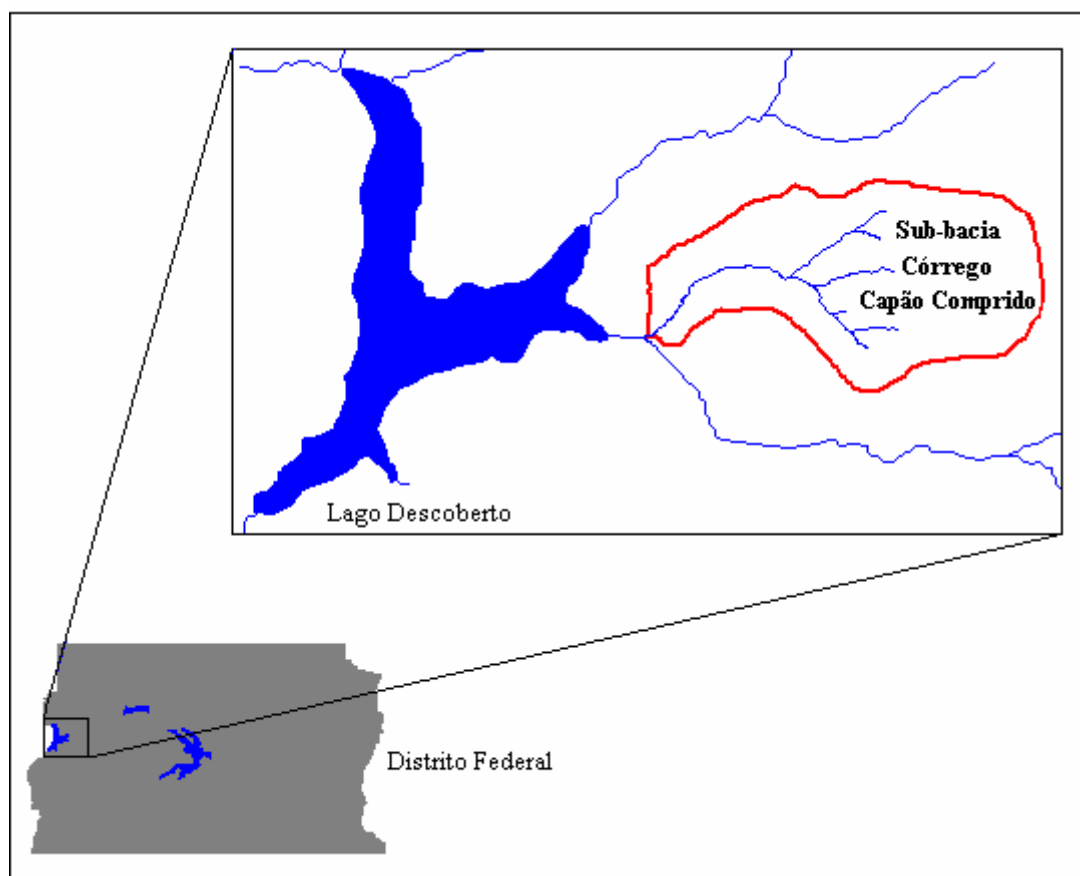 Sub-bacia
Córrego
Capão Comprido
Lago Descoberto
Distrito Federal